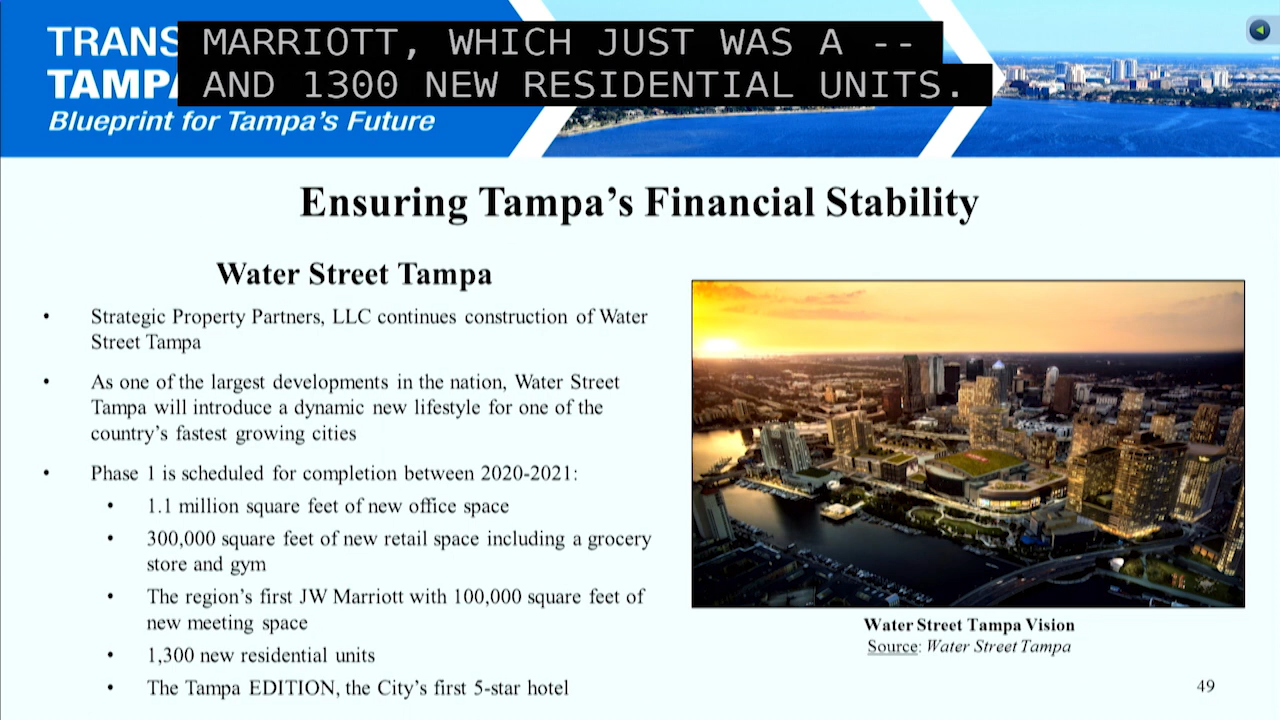 TRANS
TAMPA
MARRIOTT, WHICH JUST WAS A --
AND 1300 NEW RESIDENTIAL UNITS.
Blueprint for Tampa's Future
Ensuring Tampa's Financial Stability
Water Street Tampa
• Strategic Property Partners, LLC continues construction of Water
Street Tampa
• As one of the largest developments in the nation, Water Street
Tampa will introduce a dynamic new lifestyle for one of the
country's fastest growing cities
• Phase 1 is scheduled for completion between 2020-2021:
• 1.1 million square feet of new office space
• 300,000 square feet of new retail space including a grocery
store and gym
• The region's first JW Marriott with 100,000 square feet of
new meeting space
• 1,300 new residential units
• The Tampa EDITION, the City's first 5-star hotel
Water Street Tampa Vision
Source: Water Street Tampa
49